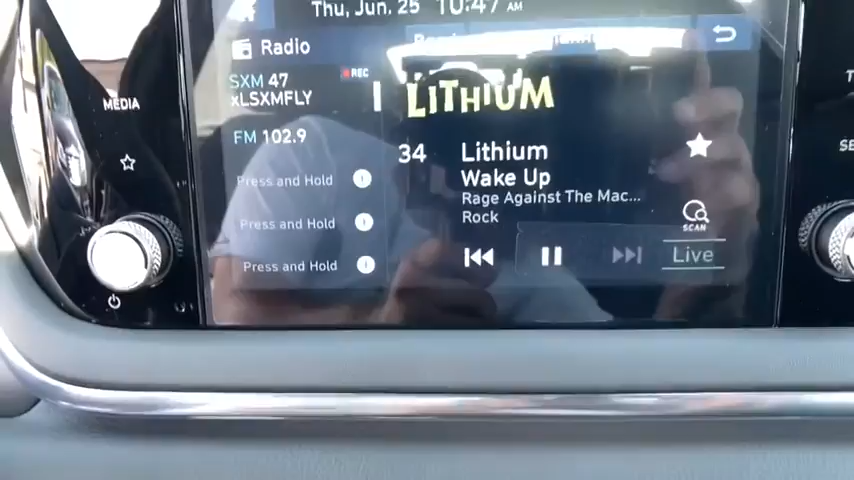 Thu, Jun. 25 10:47 AM
Radio
SXM 47
xLSXMFLY
REC
LITHIUM
MEDIA
FM 102.9
34
Lithium
Wake Up
Rage Against The Mac...
Rock
Press and Hold
Press and Hold
Press and Hold
SCAN
Live